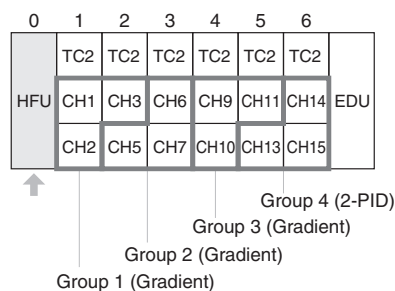 0 1 2 3 4 5 6
TC2 TC2 TC2 TC2 TC2 TC2
HFU CH1 CH3 CH6 CH9 CH11 CH14 EDU
CH2 CH5 CH7 CH10 CH13 CH15
Group 4 (2-PID)
Group 3 (Gradient)
Group 2 (Gradient)
Group 1 (Gradient)